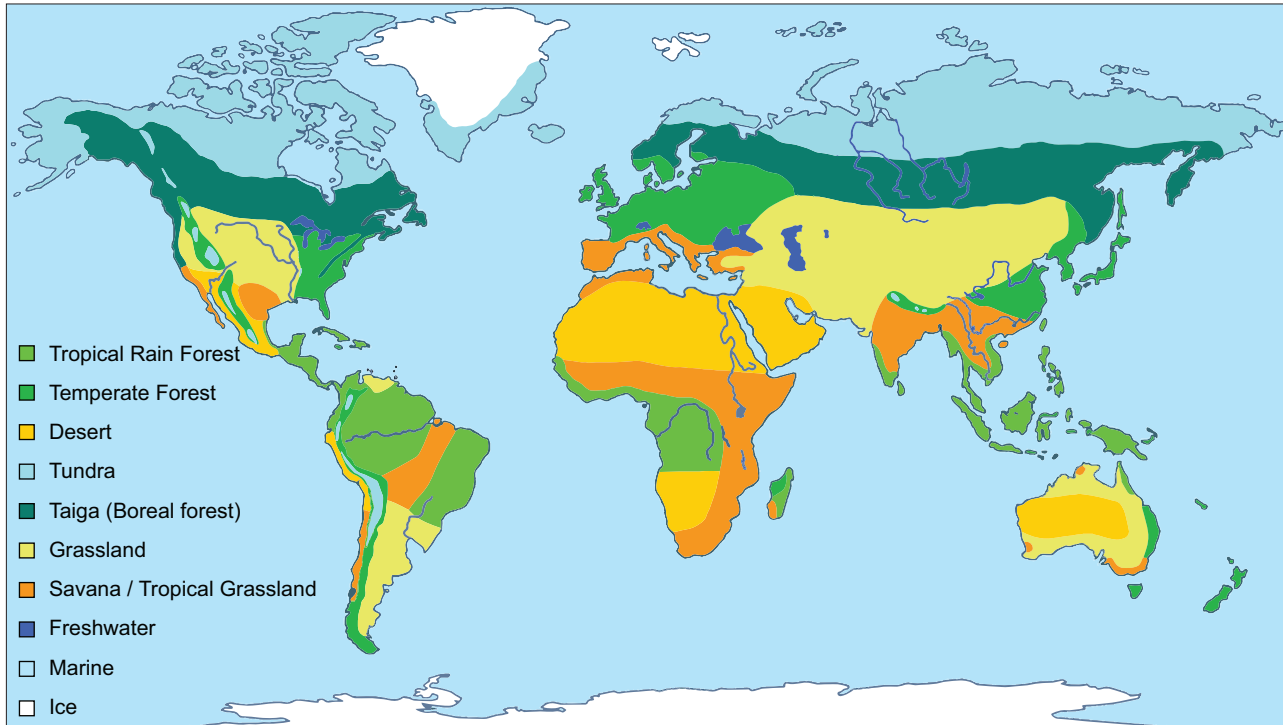 Tropical Rain Forest
Temperate Forest
Desert
Tundra
Taiga (Boreal forest)
Grassland
Savana / Tropical Grassland
Freshwater
Marine
Ice